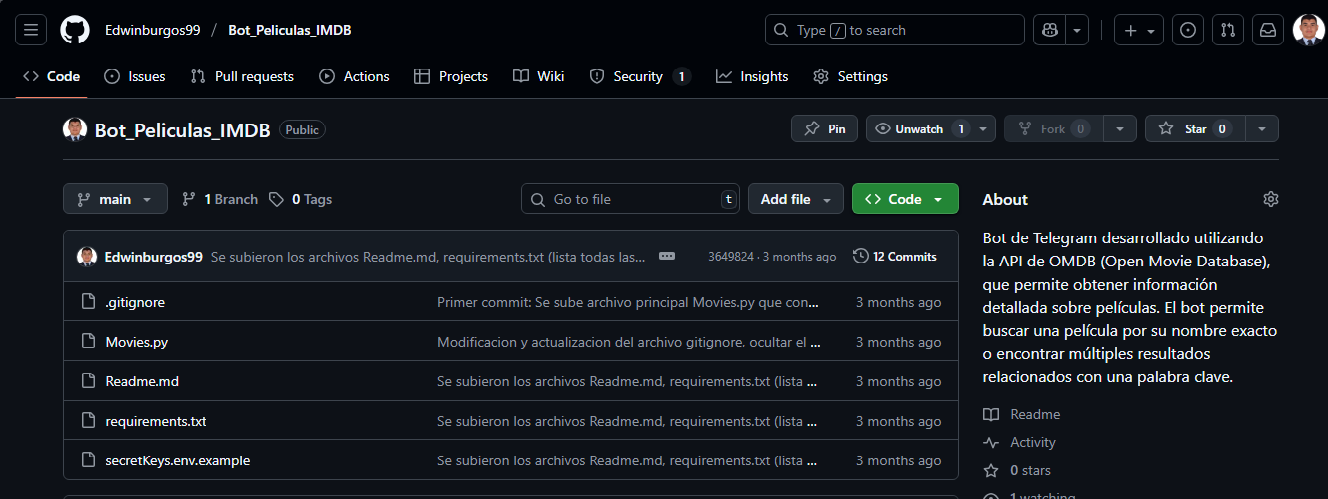 Edwinburgos99 / Bot_Peliculas_IMDB
Type / to search
Code Issues Pull requests Actions Projects Wiki Security 1 Insights Settings
Bot_Peliculas_IMDB Public
Pin Unwatch 1 Fork 0 Star 0
main 1 Branch 0 Tags
Go to file t Add file Code
Edwinburgos99 Se subieron los archivos Readme.md, requirements.txt (lista todas las... 3649824 · 3 months ago 12 Commits
.gitignore Primer commit: Se sube archivo principal Movies.py que con... 3 months ago
Movies.py Modificacion y actualizacion del archivo gitignore. ocultar el ... 3 months ago
Readme.md Se subieron los archivos Readme.md, requirements.txt (lista ... 3 months ago
requirements.txt Se subieron los archivos Readme.md, requirements.txt (lista ... 3 months ago
secretKeys.env.example Se subieron los archivos Readme.md, requirements.txt (lista ... 3 months ago
About
Bot de Telegram desarrollado utilizando
la API de OMDB (Open Movie Database),
que permite obtener información
detallada sobre películas. El bot permite
buscar una película por su nombre exacto
o encontrar múltiples resultados
relacionados con una palabra clave.
Readme
Activity
0 stars
1 watching